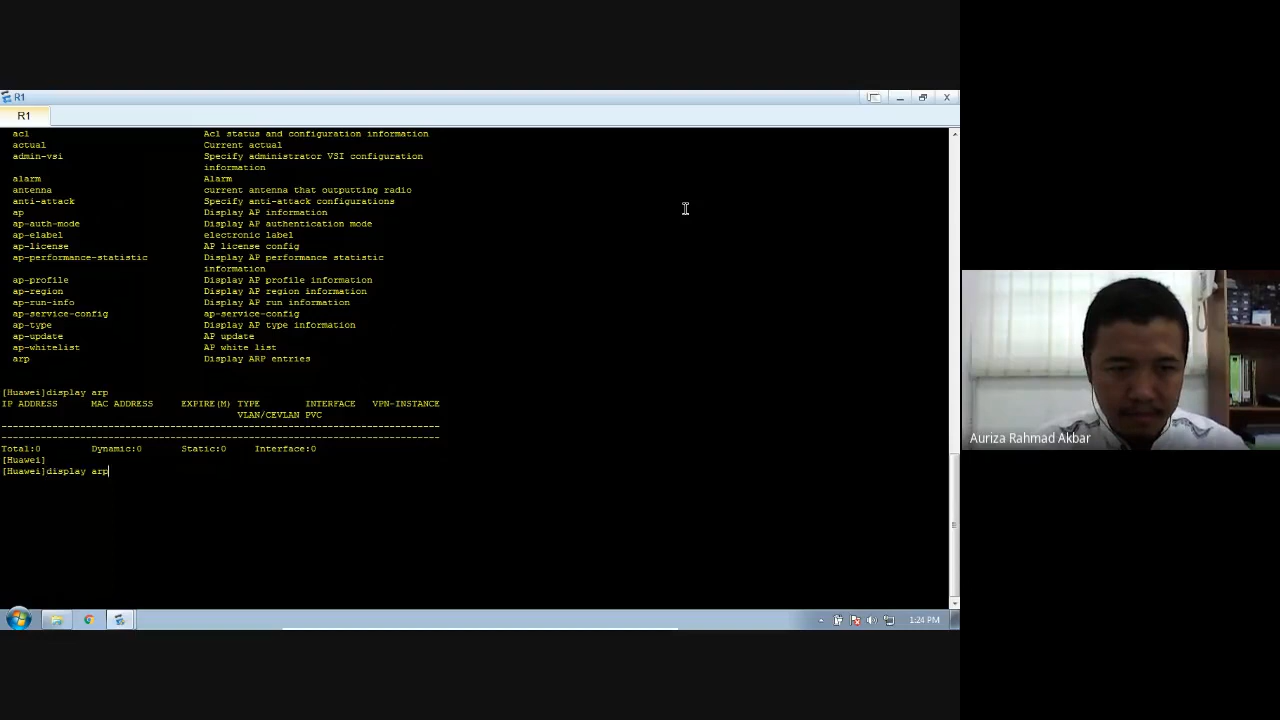 R1
R1
acl Acl status and configuration information
actual Current actual
admin-vsi Specify administrator VSI configuration
information
alarm Alarm
antenna current antenna that outputting radio
anti-attack Specify anti-attack configurations
ap Display AP information
ap-auth-mode Display AP authentication mode
ap-elabel electronic label
ap-license AP license config
ap-performance-statistic Display AP performance statistic
information
ap-profile Display AP profile information
ap-region Display AP region information
ap-run-info Display AP run information
ap-service-config ap-service-config
ap-type Display AP type information
ap-update AP update
ap-whitelist AP white list
arp Display ARP entries
[Huawei]display arp
IP ADDRESS MAC ADDRESS EXPIRE(M) TYPE INTERFACE VPN-INSTANCE
VLAN/CEVLAN PVC
------------------------------------------------------------------------------
------------------------------------------------------------------------------
Total:0 Dynamic:0 Static:0 Interface:0
[Huawei]
[Huawei]display arp
Auriza Rahmad Akbar
1:24 PM